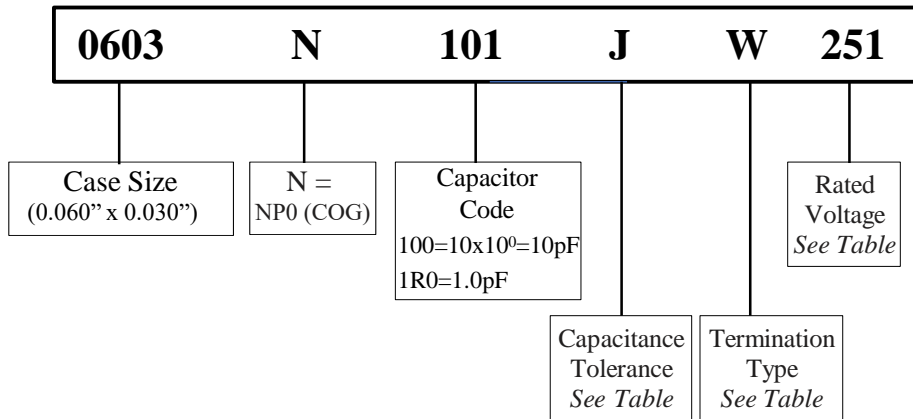 0603 N 101 J W 251
Case Size
(0.060” x 0.030”)
N =
NP0 (COG)
Capacitor
Code
100=10x10⁰=10pF
1R0=1.0pF
Rated
Voltage
See Table
Capacitance
Tolerance
See Table
Termination
Type
See Table